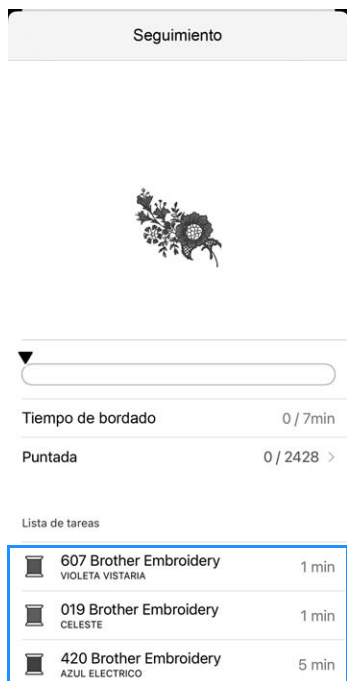 Seguimiento
Tiempo de bordado 0 / 7min
Puntada 0 / 2428 >
Lista de tareas
607 Brother Embroidery 1 min
VIOLETA VISTARIA
019 Brother Embroidery 1 min
CELESTE
420 Brother Embroidery 5 min
AZUL ELECTRICO